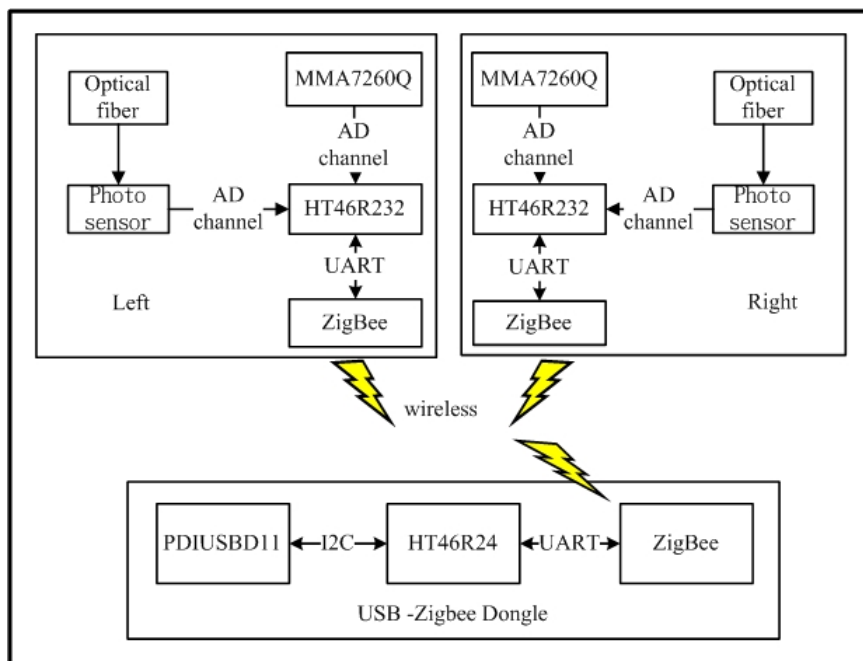 Optical
fiber
MMA7260Q
AD
channel
Photo
sensor
AD
channel
HT46R232
UART
ZigBee
Left
MMA7260Q
Optical
fiber
AD
channel
HT46R232
AD
channel
Photo
sensor
UART
ZigBee
Right
wireless
PDIUSBD11
I2C
HT46R24
UART
ZigBee
USB -Zigbee Dongle